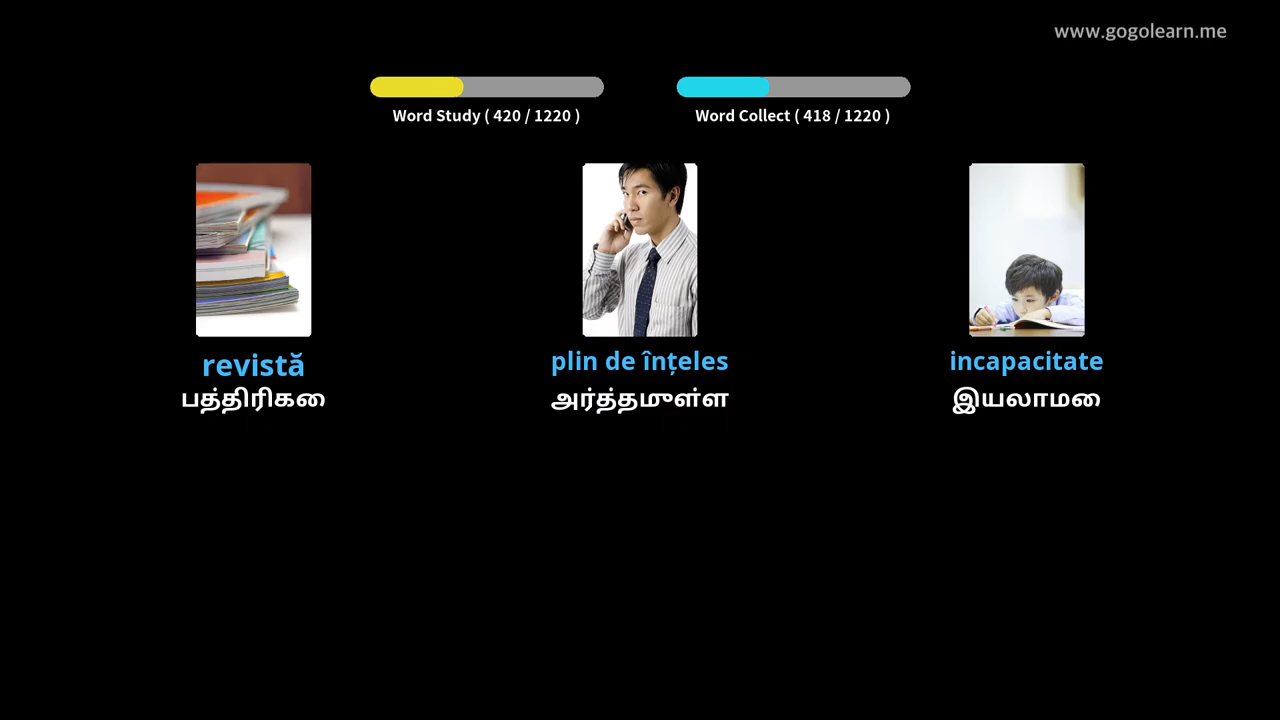 www.gogolearn.me
Word Study ( 420 / 1220 )
Word Collect ( 418 / 1220 )
revistă
plin de înțeles
incapacitate
பத்திரிகை
அர்த்தமுள்ள
இயலாமை